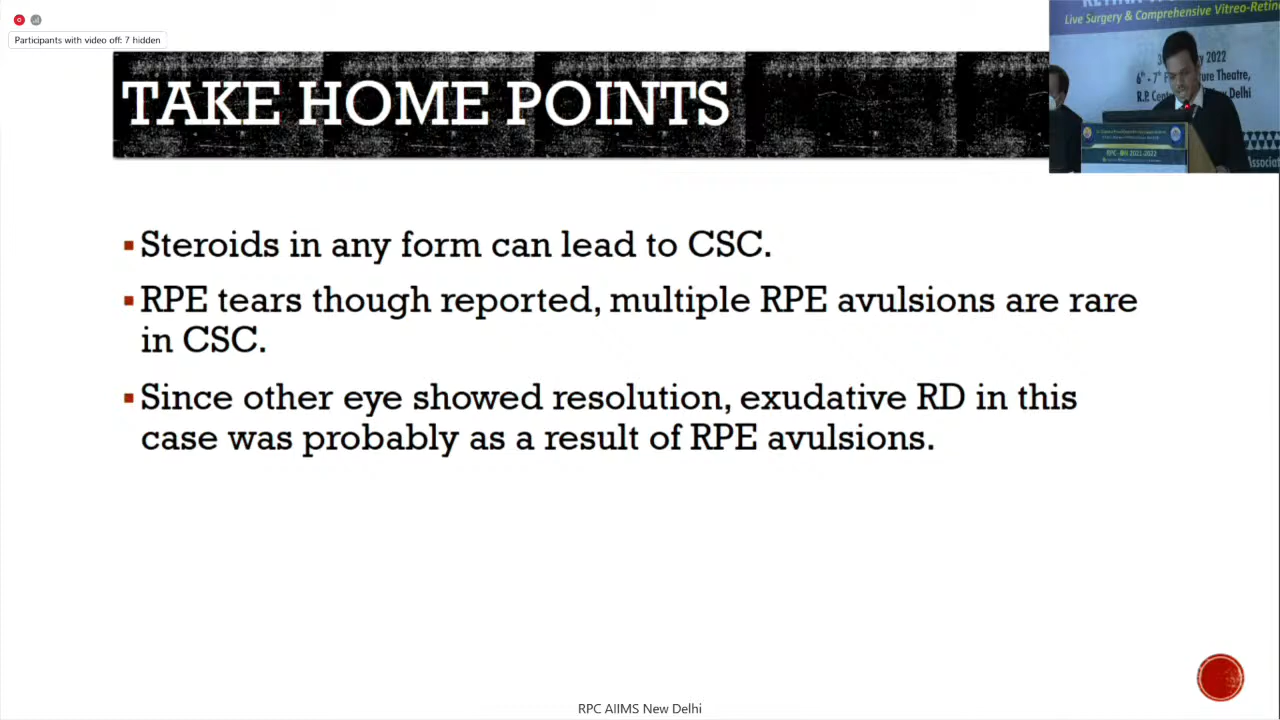 Participants with video off: 7 hidden
TAKE HOME POINTS
Live Surgery & Comprehensive Vitreo-Retin
2022
6th - 7th
ure Theatre,
R.P. Cent
Delhi
Associat
RPC
2021-2022
Steroids in any form can lead to CSC.
RPE tears though reported, multiple RPE avulsions are rare
in CSC.
Since other eye showed resolution, exudative RD in this
case was probably as a result of RPE avulsions.
RPC AIIMS New Delhi